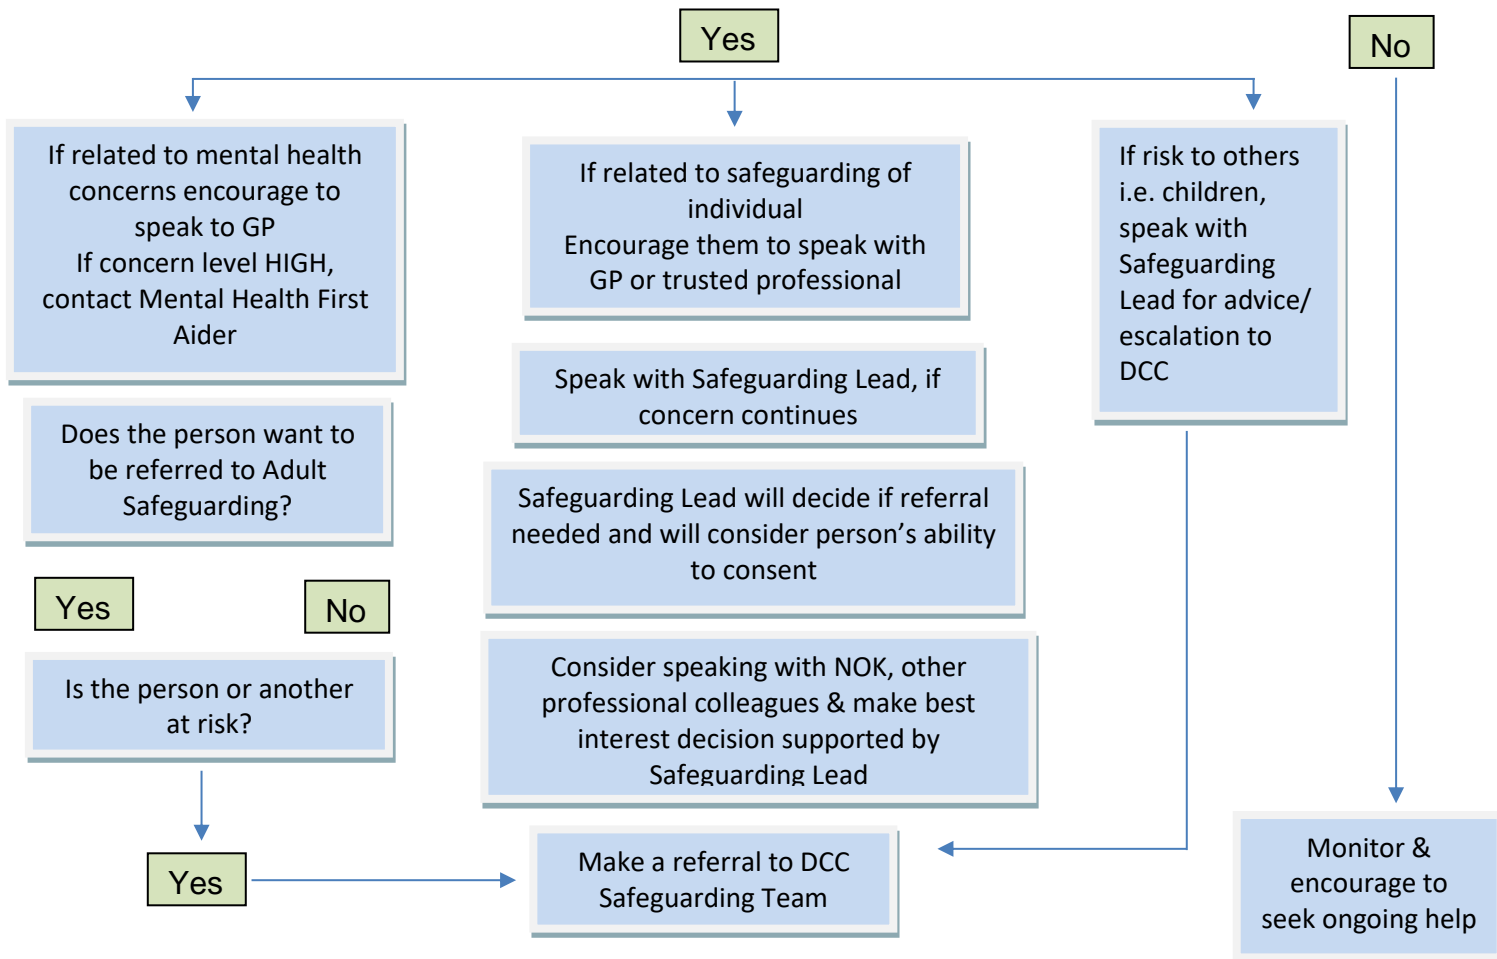 Yes
No
If related to mental health
concerns encourage to
speak to GP
If concern level HIGH,
contact Mental Health First
Aider
If related to safeguarding of
individual
Encourage them to speak with
GP or trusted professional
If risk to others
i.e. children,
speak with
Safeguarding
Lead for advice/
escalation to
DCC
Speak with Safeguarding Lead, if
concern continues
Does the person want to
be referred to Adult
Safeguarding?
Safeguarding Lead will decide if referral
needed and will consider person’s ability
to consent
Yes
No
Is the person or another
at risk?
Consider speaking with NOK, other
professional colleagues & make best
interest decision supported by
Safeguarding Lead
Yes
Make a referral to DCC
Safeguarding Team
Monitor &
encourage to
seek ongoing help